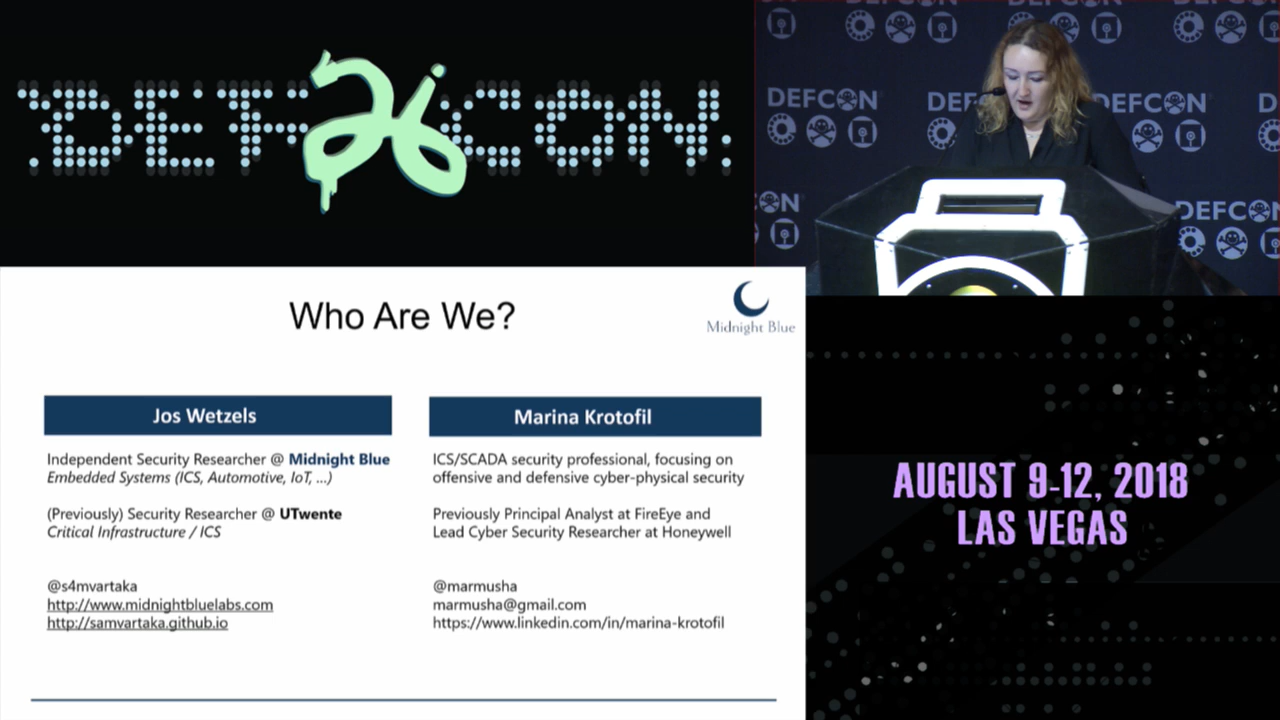 DEF 26 CON
DEFCON
DEFCON
DEFCON
DEFCON
Who Are We?
Midnight Blue
Jos Wetzels
Independent Security Researcher @ Midnight Blue
Embedded Systems (ICS, Automotive, IoT, ...)
(Previously) Security Researcher @ UTwente
Critical Infrastructure / ICS
@s4mvartaka
http://www.midnightbluelabs.com
http://samvartaka.github.io
Marina Krotofil
ICS/SCADA security professional, focusing on
offensive and defensive cyber-physical security
Previously Principal Analyst at FireEye and
Lead Cyber Security Researcher at Honeywell
@marmusha
marmusha@gmail.com
https://www.linkedin.com/in/marina-krotofil
AUGUST 9-12, 2018
LAS VEGAS